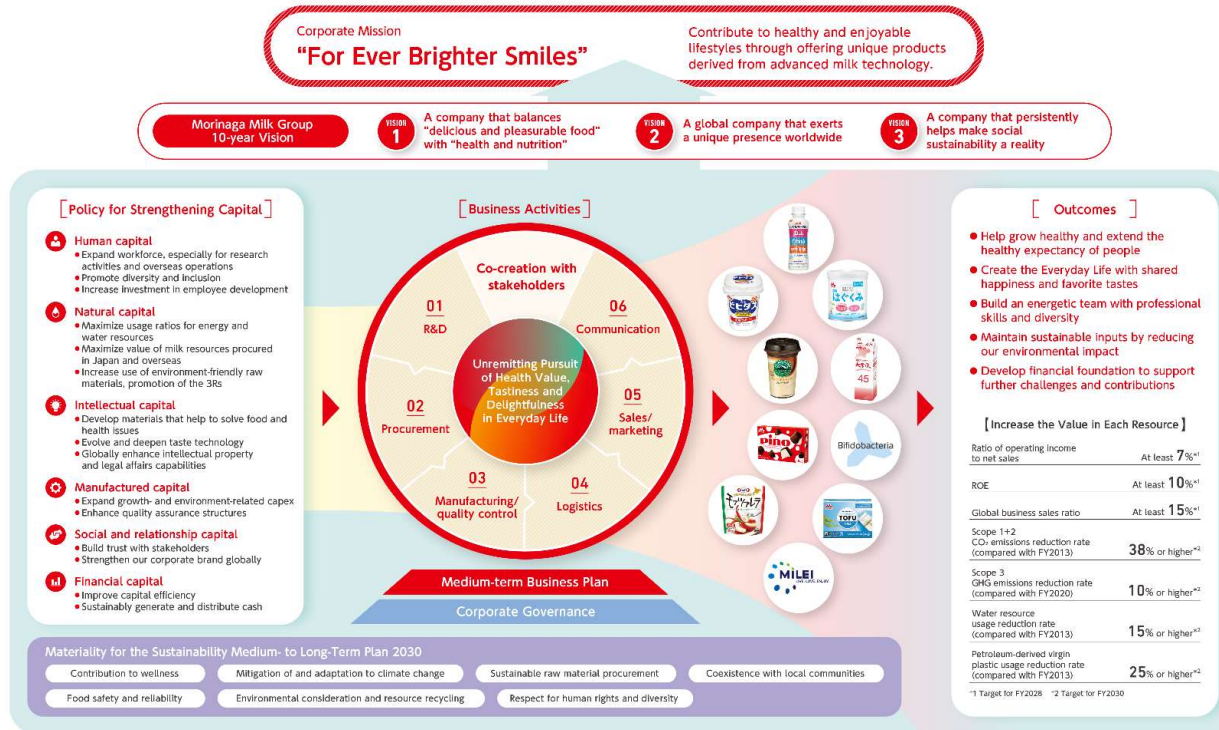 Corporate Mission
“For Ever Brighter Smiles”
Contribute to healthy and enjoyable
lifestyles through offering unique products
derived from advanced milk technology.
Morinaga Milk Group
10-year Vision
VISION
1
A company that balances
“delicious and pleasurable food”
with “health and nutrition”
VISION
2
A global company that exerts
a unique presence worldwide
VISION
3
A company that persistently
helps make social
sustainability a reality
[Policy for Strengthening Capital]
Human capital
● Expand workforce, especially for research
activities and overseas operations
● Promote diversity and inclusion
● Increase investment in employee development
Natural capital
● Maximize usage ratios for energy and
water resources
● Maximize value of milk resources procured
in Japan and overseas
● Increase use of environment-friendly raw
materials, promotion of the 3Rs
Intellectual capital
● Develop materials that help to solve food and
health issues
● Evolve and deepen taste technology
● Globally enhance intellectual property
and legal affairs capabilities
Manufactured capital
● Expand growth- and environment-related capex
● Enhance quality assurance structures
Social and relationship capital
● Build trust with stakeholders
● Strengthen our corporate brand globally
Financial capital
● Improve capital efficiency
● Sustainably generate and distribute cash
[Business Activities]
Co-creation with
stakeholders
01
R&D
02
Procurement
03
Manufacturing/
quality control
04
Logistics
05
Sales/
marketing
06
Communication
Unremitting Pursuit
of Health Value,
Tastiness and
Delightfulness
in Everyday Life
Medium-term Business Plan
Corporate Governance
ビヒダス
はぐくみ
45
pino
Bifidobacteria
モッツァレラ
TOFU
MILEI
[Outcomes]
● Help grow healthy and extend the
healthy expectancy of people
● Create the Everyday Life with shared
happiness and favorite tastes
● Build an energetic team with professional
skills and diversity
● Maintain sustainable inputs by reducing
our environmental impact
● Develop financial foundation to support
further challenges and contributions
【Increase the Value in Each Resource】
Ratio of operating income
to net sales
At least 7%*1
ROE
At least 10%*1
Global business sales ratio
At least 15%*1
Scope 1+2
CO₂ emissions reduction rate
(compared with FY2013)
38% or higher*2
Scope 3
GHG emissions reduction rate
(compared with FY2020)
10% or higher*2
Water resource
usage reduction rate
(compared with FY2013)
15% or higher*2
Petroleum-derived virgin
plastic usage reduction rate
(compared with FY2013)
25% or higher*2
*1 Target for FY2028 *2 Target for FY2030
Materiality for the Sustainability Medium- to Long-Term Plan 2030
Contribution to wellness
Mitigation of and adaptation to climate change
Sustainable raw material procurement
Coexistence with local communities
Food safety and reliability
Environmental consideration and resource recycling
Respect for human rights and diversity